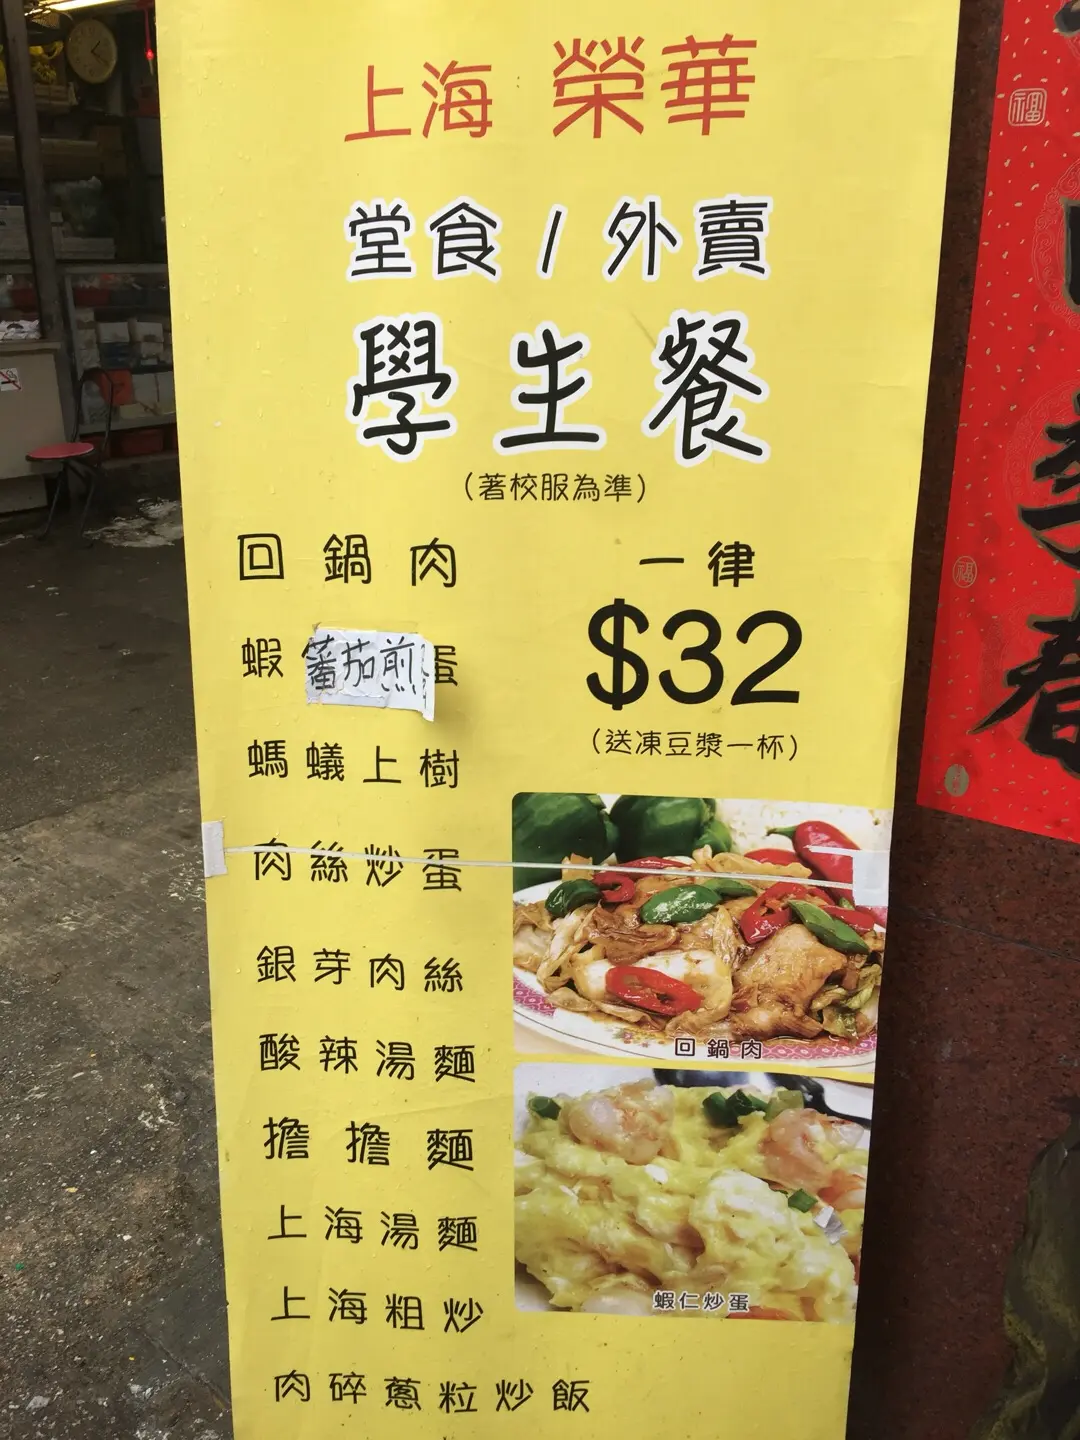 上海 榮華
堂食 / 外賣
學生餐
(著校服為準)
回鍋肉
蝦蕃茄煎蛋
螞蟻上樹
肉絲炒蛋
銀芽肉絲
酸辣湯麵
擔擔麵
上海湯麵
上海粗炒
肉碎蔥粒炒飯
一律
$32
(送凍豆漿一杯)
回鍋肉
蝦仁炒蛋
福
福
春